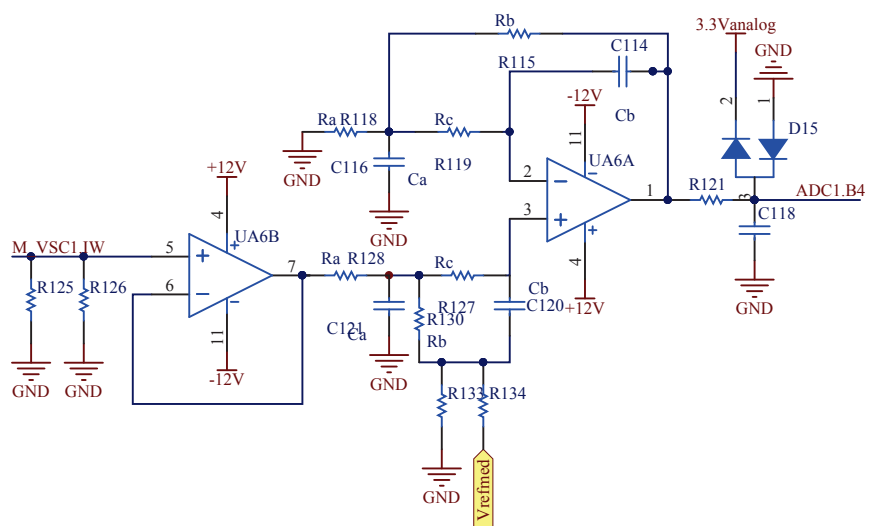 Rb
C114
3.3Vanalog
GND
R115
-12V
2
1
Ra R118
Rc
Cb
11
D15
GND
C116
R119
Ca
2
UA6A
1
R121
3
ADC1.B4
GND
3
C118
+12V
4
4
GND
M_VSC1_IW
5
UA6B
7
Ra R128
Rc
+12V
R125
R126
6
Cb
C120
R127
C121
Ca
R130
Rb
11
GND
GND
-12V
GND
R133
R134
GND
Vrefmed